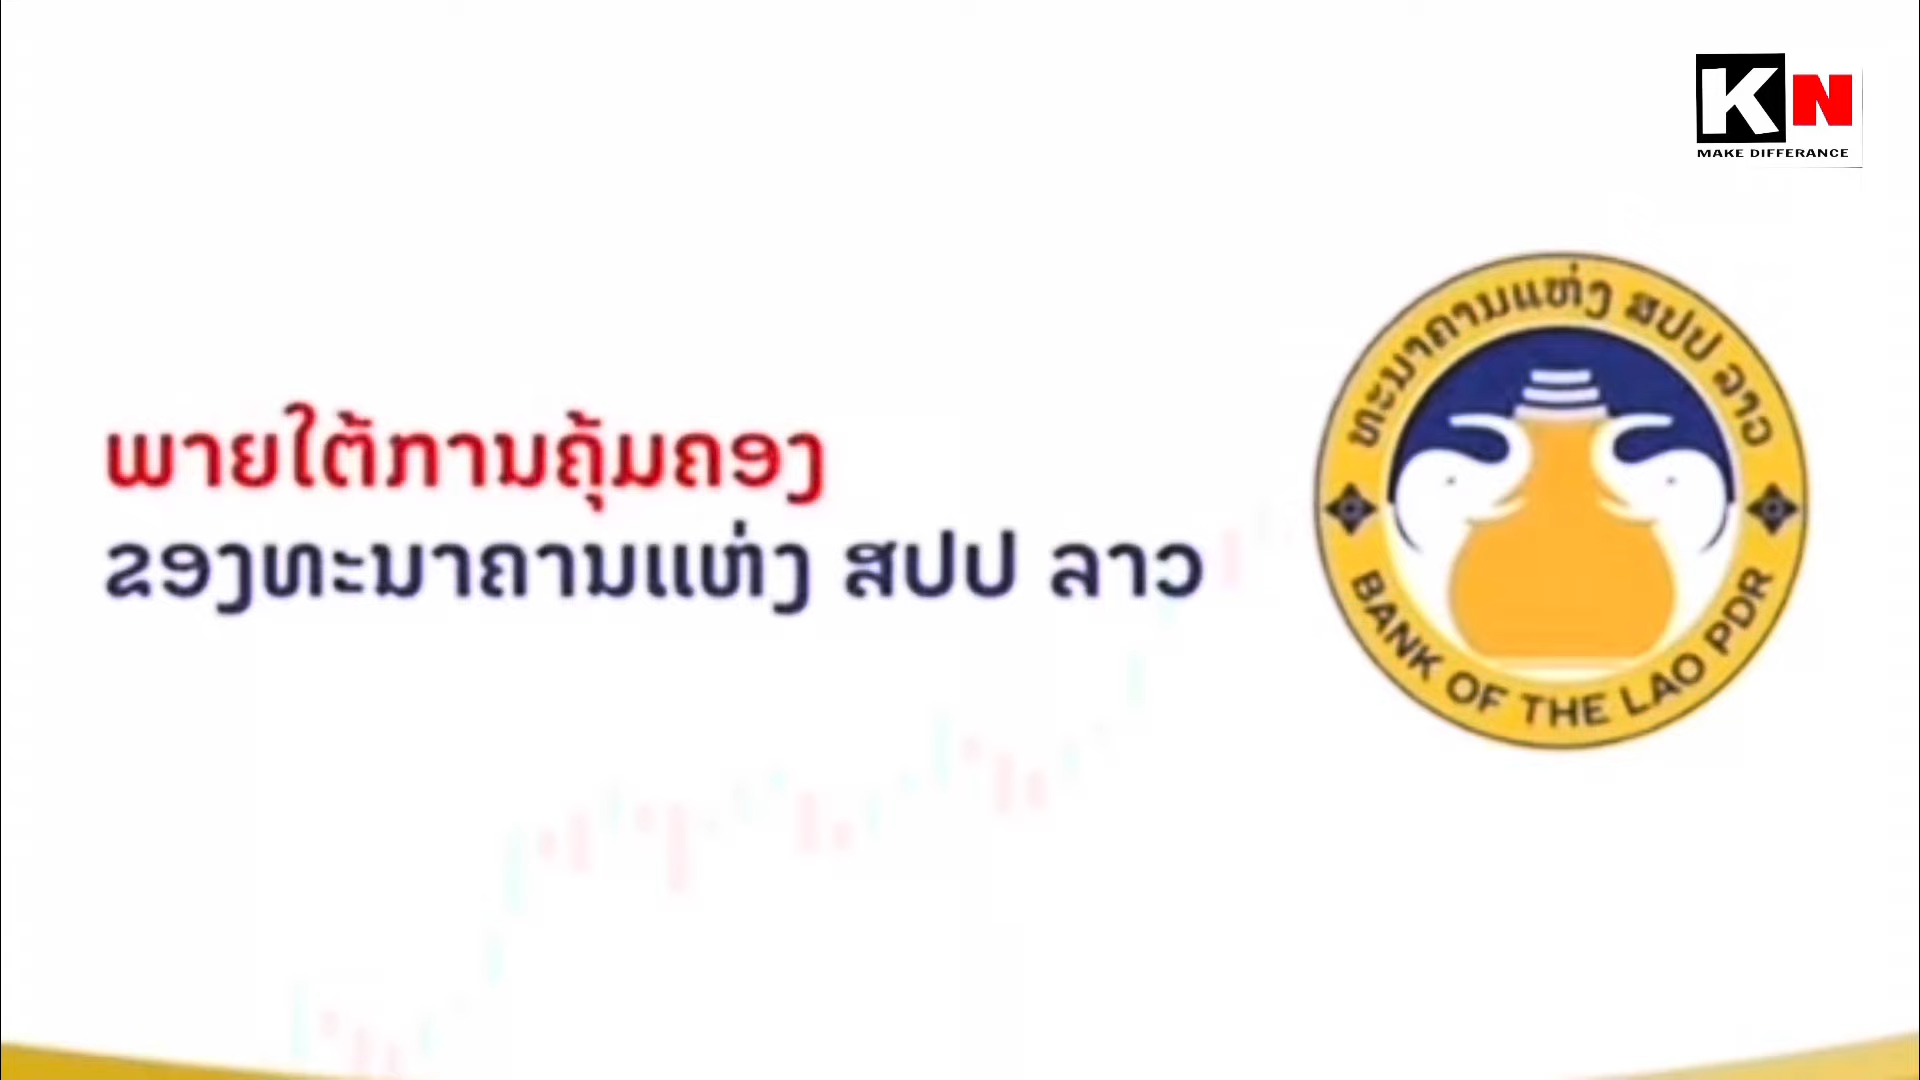 KN
MAKE DIFFERANCE
ພາຍໃຕ້ການຄຸ້ມຄອງ
ຂອງທະນາຄານແຫ່ງ ສປປ ລາວ
ທະນາຄານແຫ່ງ ສປປ ລາວ
BANK OF THE LAO PDR